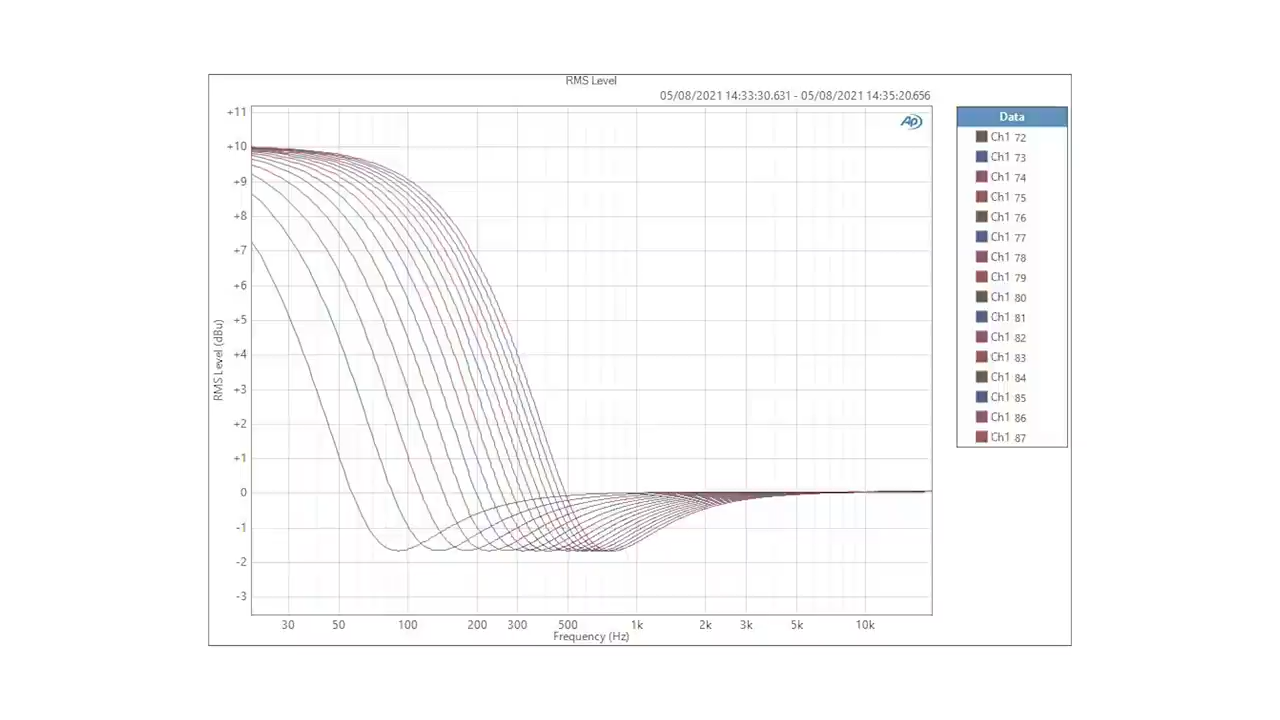 RMS Level
05/08/2021 14:33:30.631 - 05/08/2021 14:35:20.656
+11
+10
+9
+8
+7
+6
+5
+4
+3
+2
+1
0
-1
-2
-3
RMS Level (dBu)
30 50 100 200 300 500 1k 2k 3k 5k 10k
Frequency (Hz)
AP
Data
Ch1 72
Ch1 73
Ch1 74
Ch1 75
Ch1 76
Ch1 77
Ch1 78
Ch1 79
Ch1 80
Ch1 81
Ch1 82
Ch1 83
Ch1 84
Ch1 85
Ch1 86
Ch1 87